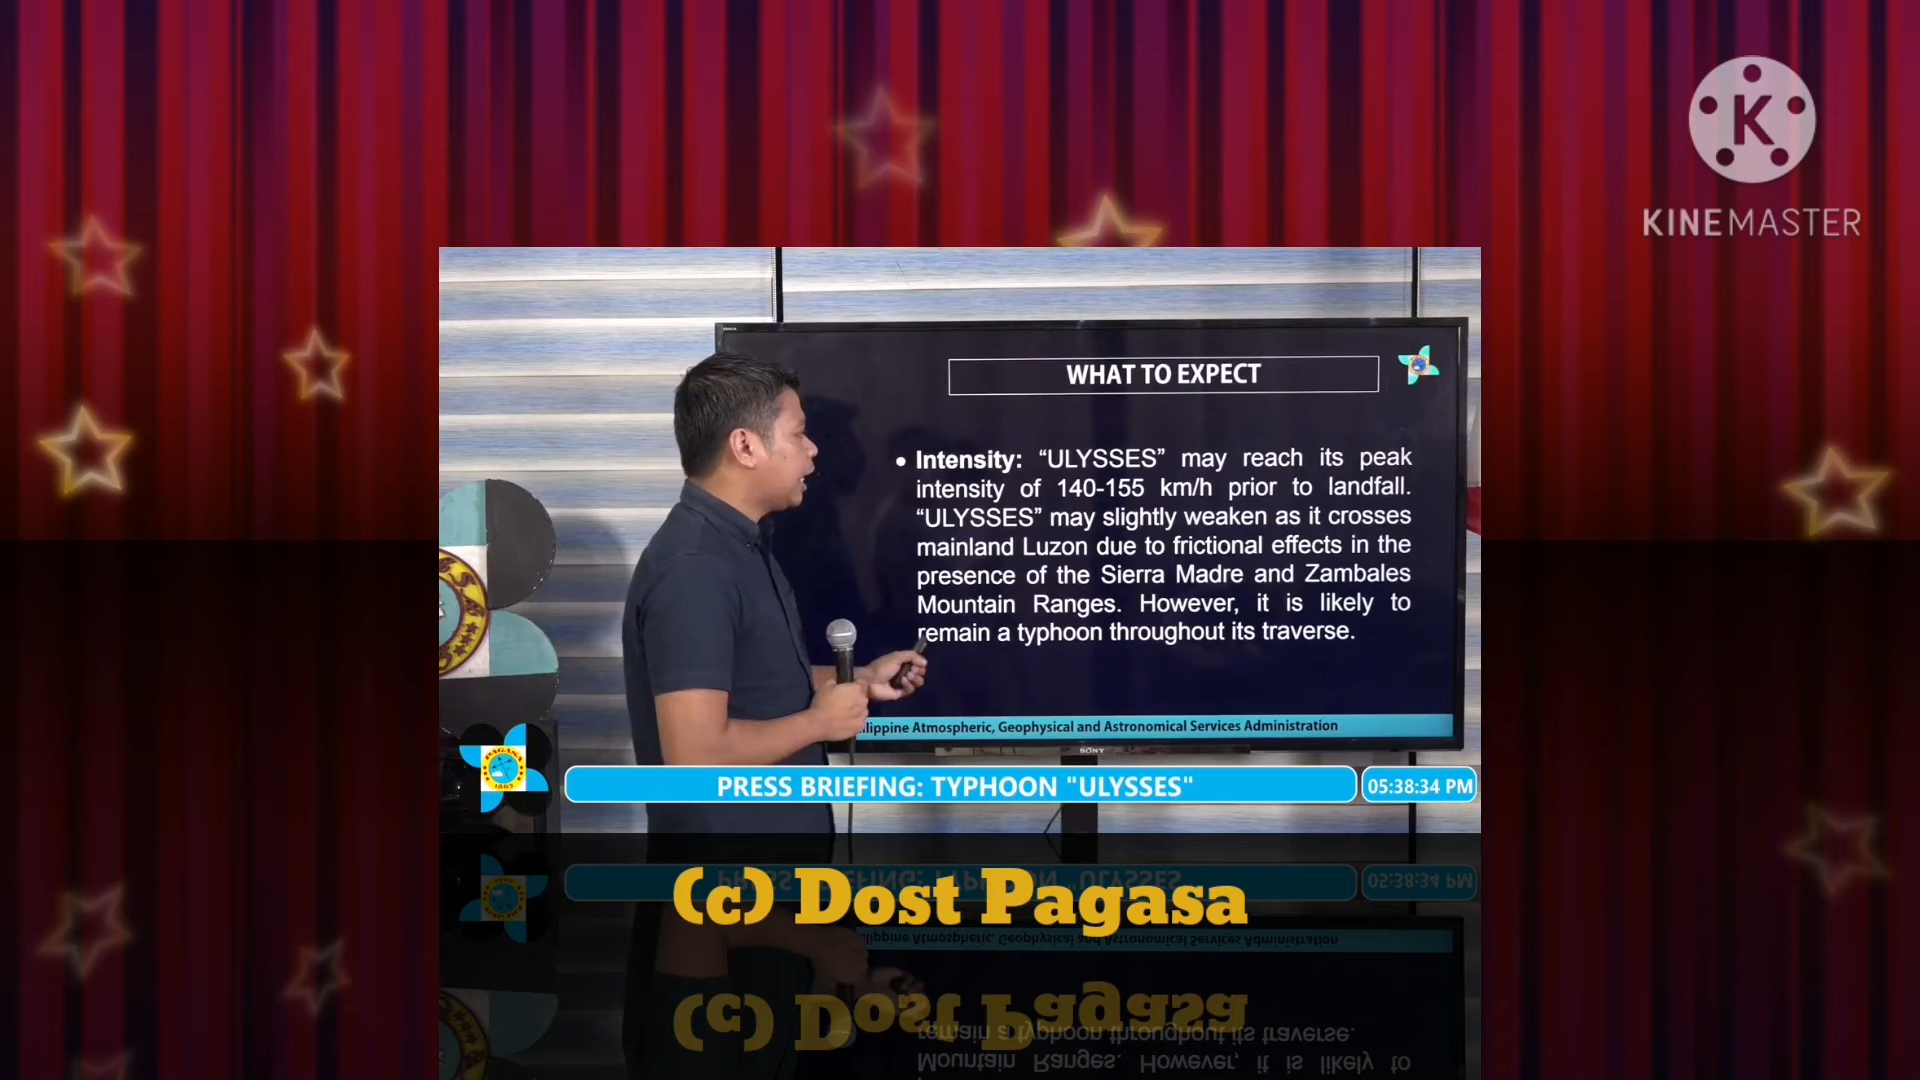 K
KINEMASTER
WHAT TO EXPECT
• Intensity: “ULYSSES” may reach its peak
intensity of 140-155 km/h prior to landfall.
“ULYSSES” may slightly weaken as it crosses
mainland Luzon due to frictional effects in the
presence of the Sierra Madre and Zambales
Mountain Ranges. However, it is likely to
remain a typhoon throughout its traverse.
Atmospheric, Geophysical and Astronomical Services Administration
SONY
PAGASA
PRESS BRIEFING: TYPHOON "ULYSSES"
05:38:34 PM
(c) Dost Pagasa